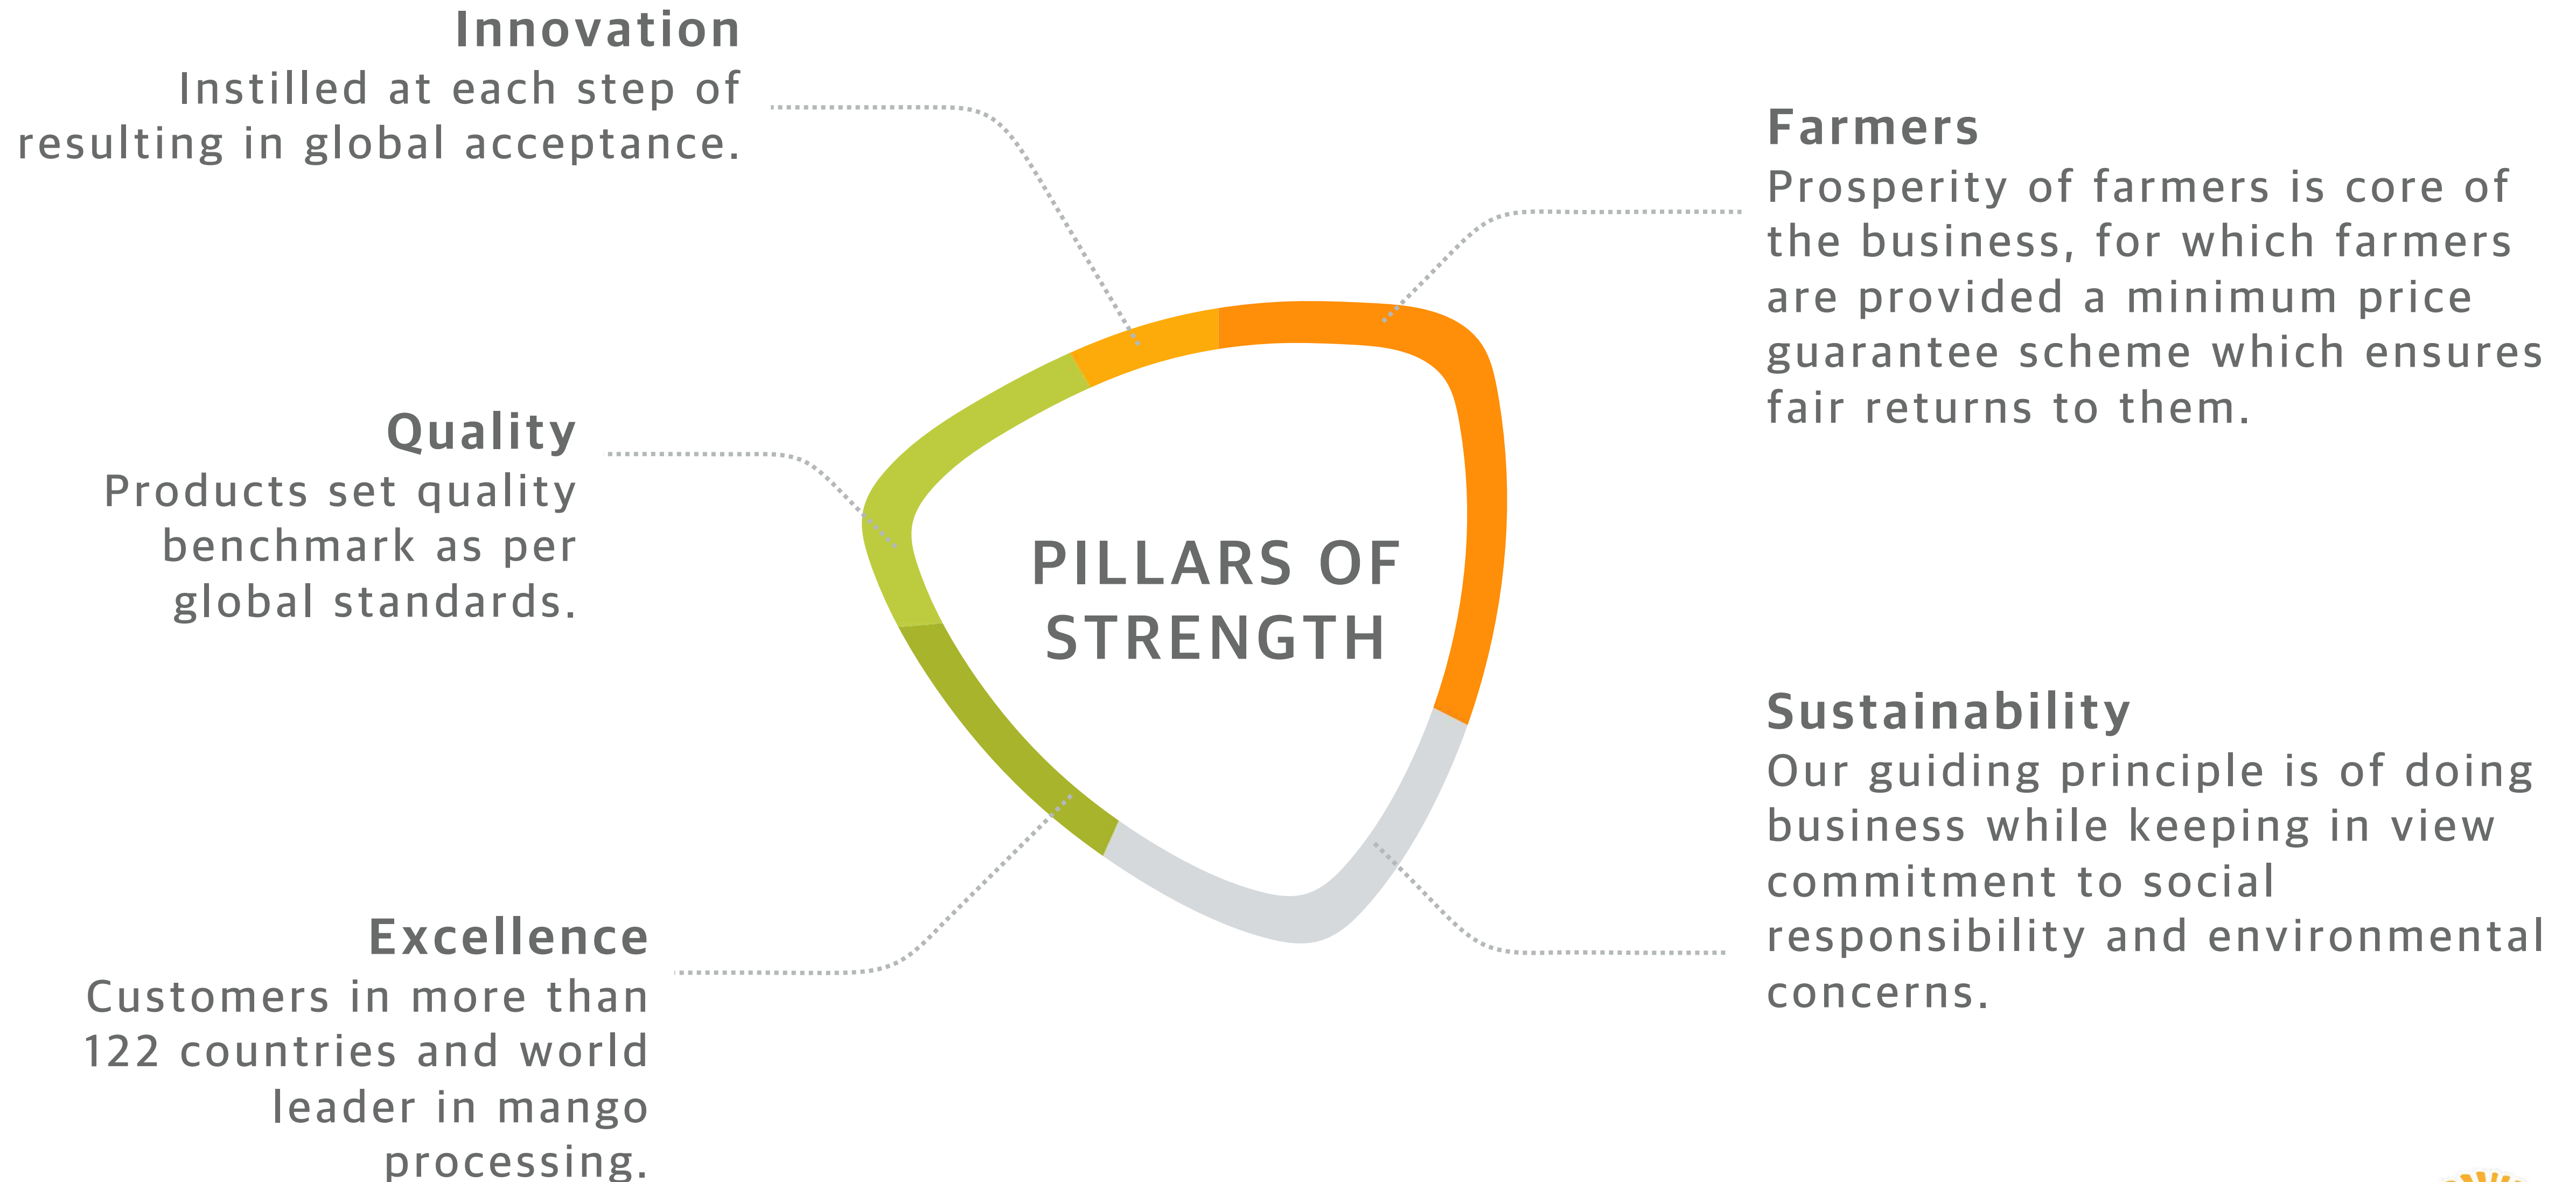 Innovation
Instilled at each step of
resulting in global acceptance.
Farmers
Prosperity of farmers is core of
the business, for which farmers
are provided a minimum price
guarantee scheme which ensures
fair returns to them.
Quality
Products set quality
benchmark as per
global standards.
PILLARS OF
STRENGTH
Sustainability
Our guiding principle is of doing
business while keeping in view
commitment to social
responsibility and environmental
concerns.
Excellence
Customers in more than
122 countries and world
leader in mango
processing.